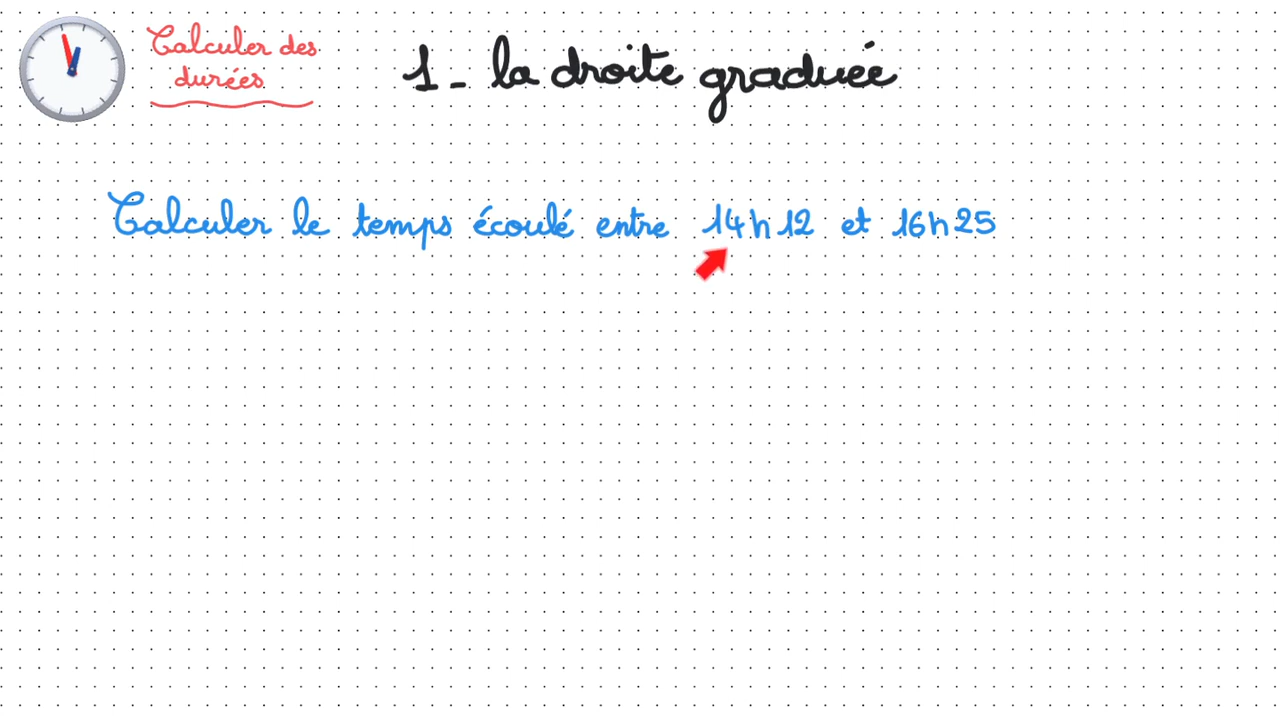 Calculer des
durées
1 - la droite graduée
Calculer le temps écoulé entre 14h12 et 16h25